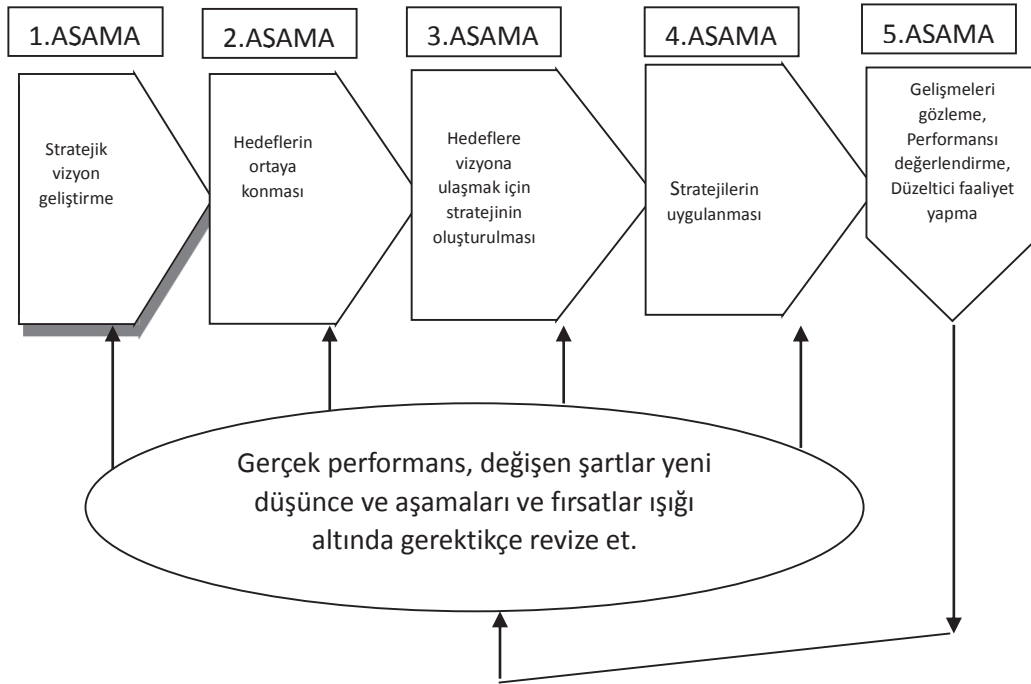 1.ASAMA
2.ASAMA
3.ASAMA
4.ASAMA
5.ASAMA
Stratejik
vizyon
geliştirme
Hedeflerin
ortaya
konması
Hedeflere
vizyona
ulaşmak için
stratejinin
oluşturulması
Stratejilerin
uygulanması
Gelişmeleri
gözleme,
Performansı
değerlendirme,
Düzeltici faaliyet
yapma
Gerçek performans, değişen şartlar yeni
düşünce ve aşamaları ve fırsatlar ışığı
altında gerektikçe revize et.